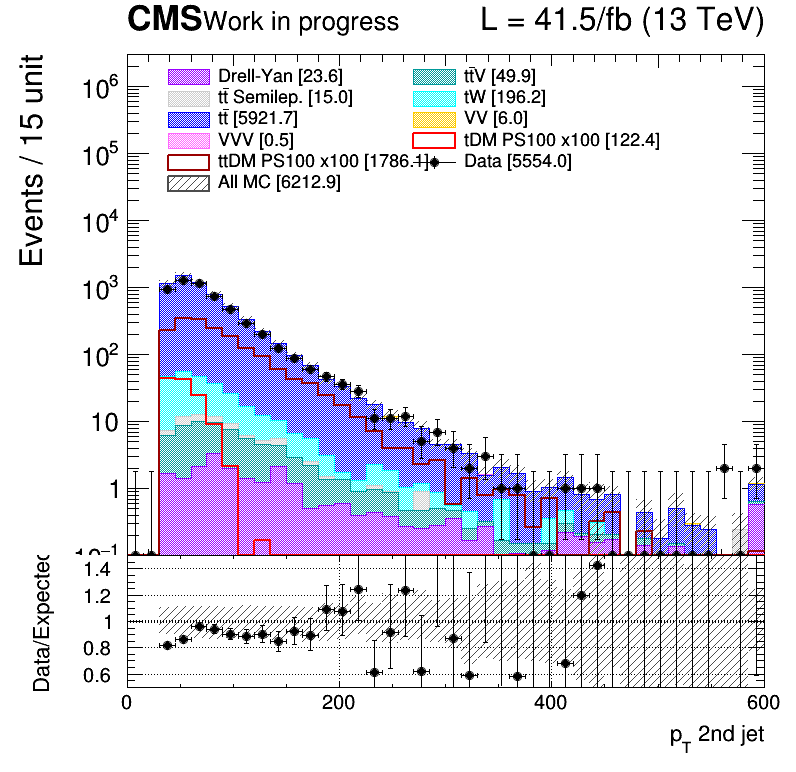 CMS Work in progress L = 41.5/fb (13 TeV)
Events / 15 unit
Drell-Yan [23.6] tt̄V [49.9]
tt̄ Semilep. [15.0] tW [196.2]
tt̄ [5921.7] VV [6.0]
VVV [0.5] tDM PS100 x100 [122.4]
ttDM PS100 x100 [1786.1] Data [5554.0]
All MC [6212.9]
10⁶
10⁵
10⁴
10³
10²
10
1
10⁻¹
Data/Expected
1.4
1.2
1
0.8
0.6
0 200 400 600
p_T 2nd jet